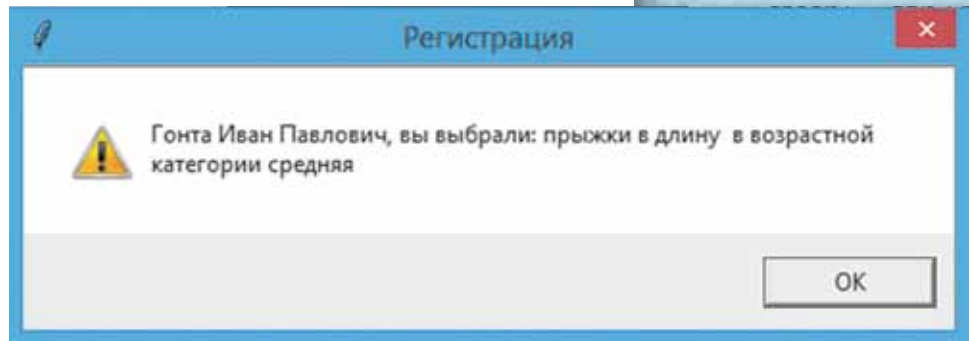 Регистрация
Гонта Иван Павлович, вы выбрали: прыжки в длину в возрастной
категории средняя
OK